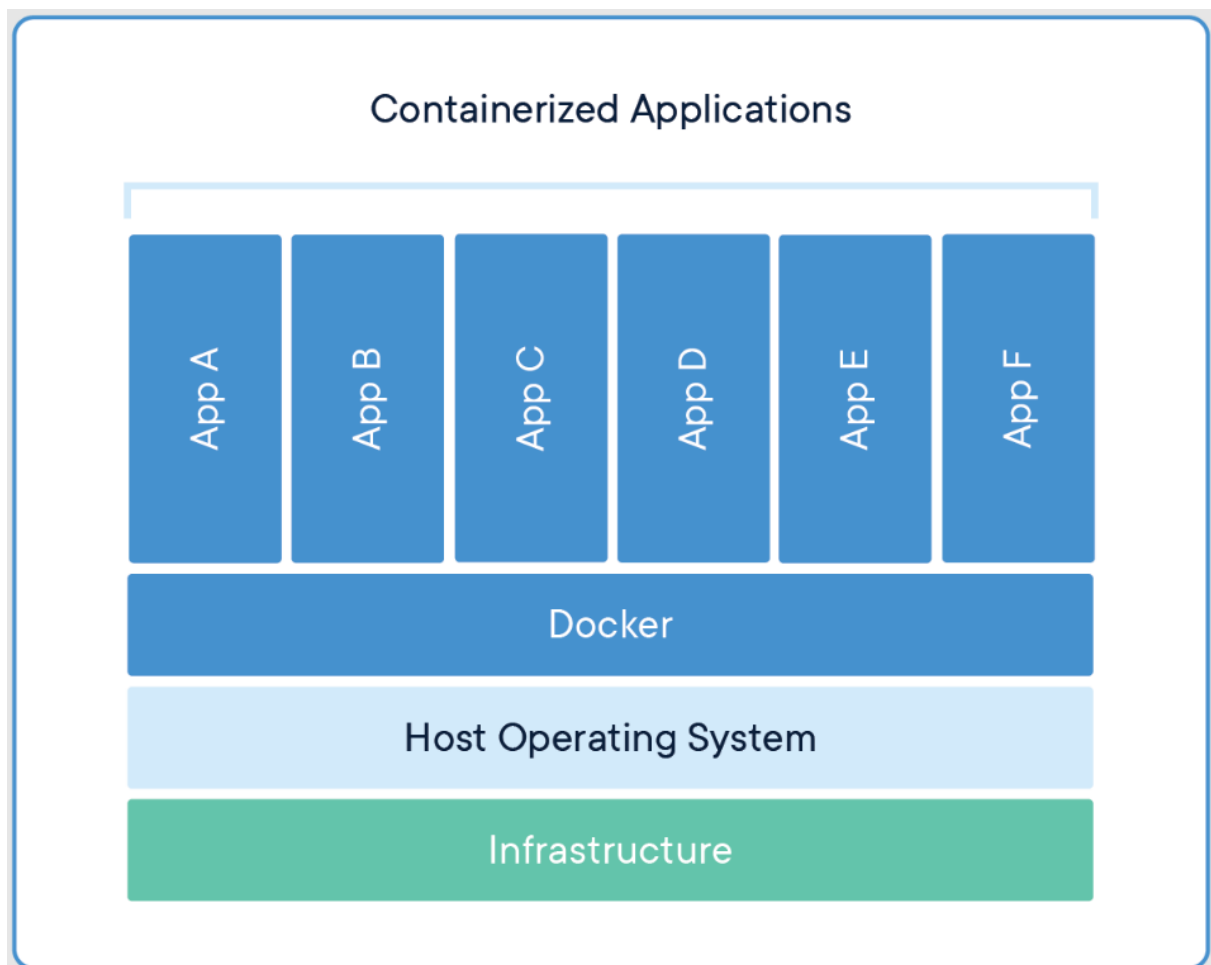 Containerized Applications
App A
App B
App C
App D
App E
App F
Docker
Host Operating System
Infrastructure